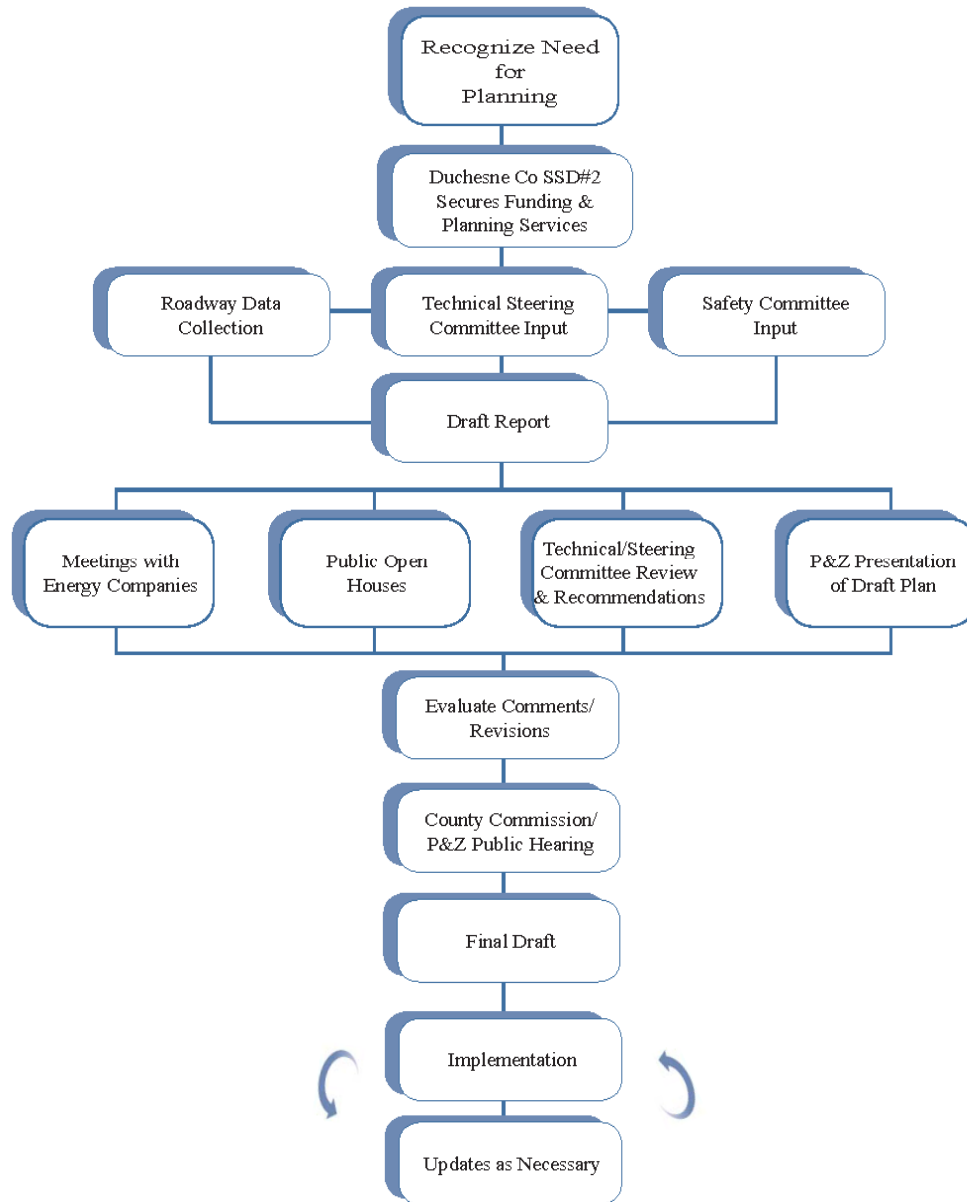 Recognize Need
for
Planning
Duchesne Co SSD#2
Secures Funding &
Planning Services
Roadway Data
Collection
Technical Steering
Committee Input
Safety Committee
Input
Draft Report
Meetings with
Energy Companies
Public Open
Houses
Technical/Steering
Committee Review
& Recommendations
P&Z Presentation
of Draft Plan
Evaluate Comments/
Revisions
County Commission/
P&Z Public Hearing
Final Draft
Implementation
Updates as Necessary